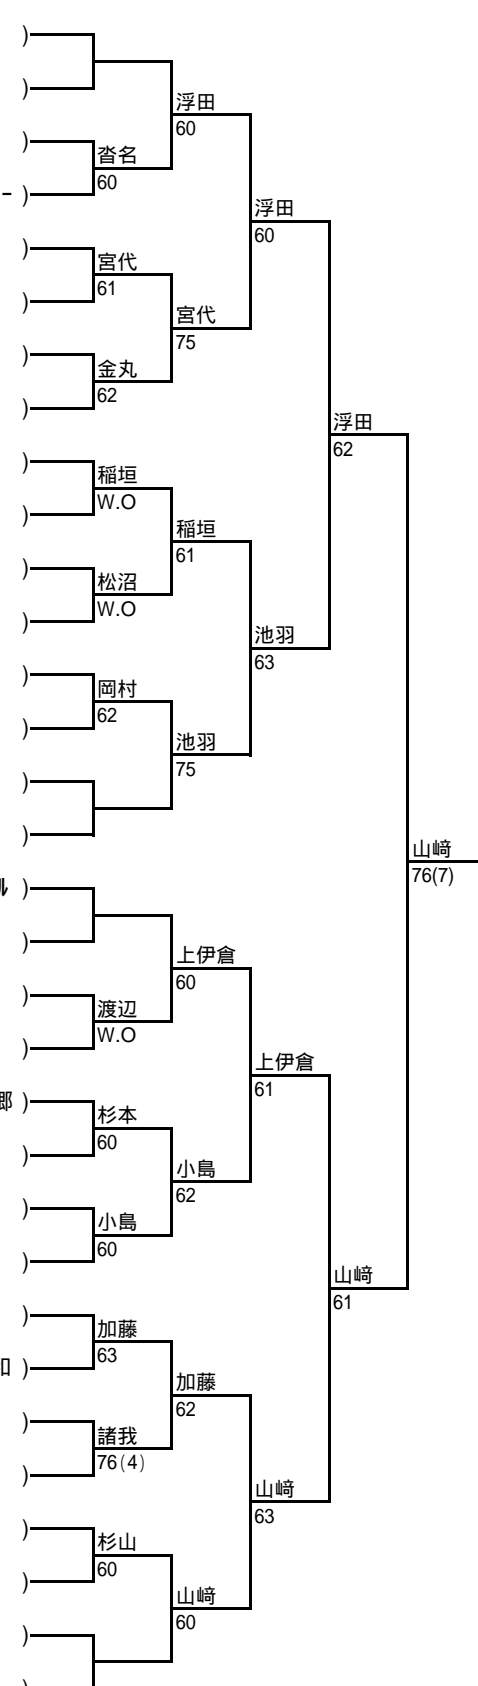 )
)
浮田
60
)
沓名
60
ー )
浮田
60
)
宮代
61
)
宮代
75
)
金丸
62
)
浮田
62
)
稲垣
W.O
)
稲垣
61
)
松沼
W.O
)
池羽
63
)
岡村
62
)
池羽
75
)
)
山﨑
76(7)
ル )
)
上伊倉
60
)
渡辺
W.O
)
上伊倉
61
郷 )
杉本
60
)
小島
62
)
小島
60
)
山﨑
61
)
加藤
63
和 )
加藤
62
)
諸我
76(4)
)
山﨑
63
)
杉山
60
)
山﨑
60
)
)